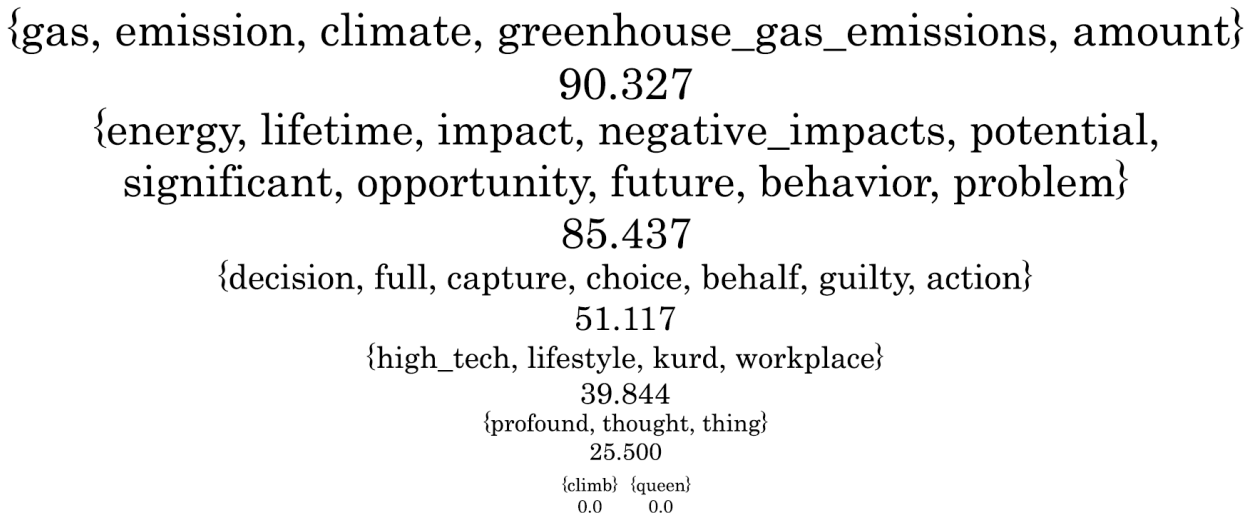 {gas, emission, climate, greenhouse_gas_emissions, amount}
90.327
{energy, lifetime, impact, negative_impacts, potential,
significant, opportunity, future, behavior, problem}
85.437
{decision, full, capture, choice, behalf, guilty, action}
51.117
{high_tech, lifestyle, kurd, workplace}
39.844
{profound, thought, thing}
25.500
{climb} {queen}
0.0 0.0